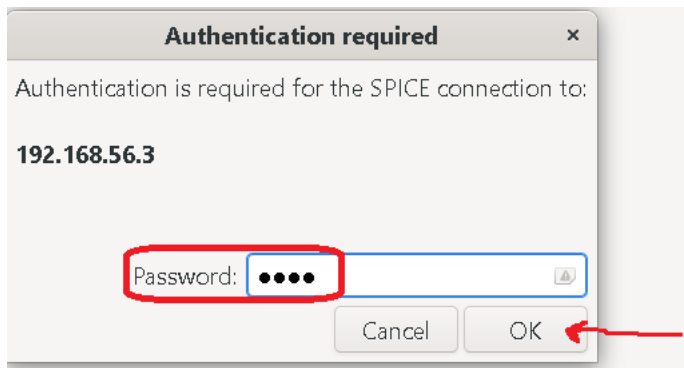 Authentication required ×
Authentication is required for the SPICE connection to:
192.168.56.3
Password: ●●●●
Cancel OK